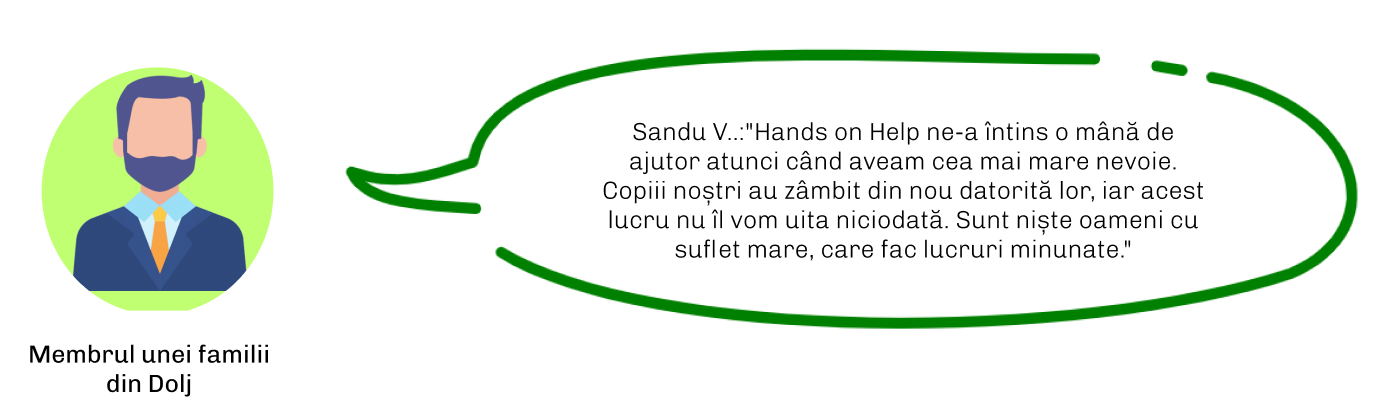 Sandu V..:"Hands on Help ne-a întins o mână de
ajutor atunci când aveam cea mai mare nevoie.
Copiii noștri au zâmbit din nou datorită lor, iar acest
lucru nu îl vom uita niciodată. Sunt niște oameni cu
suflet mare, care fac lucruri minunate."
Membrul unei familii
din Dolj